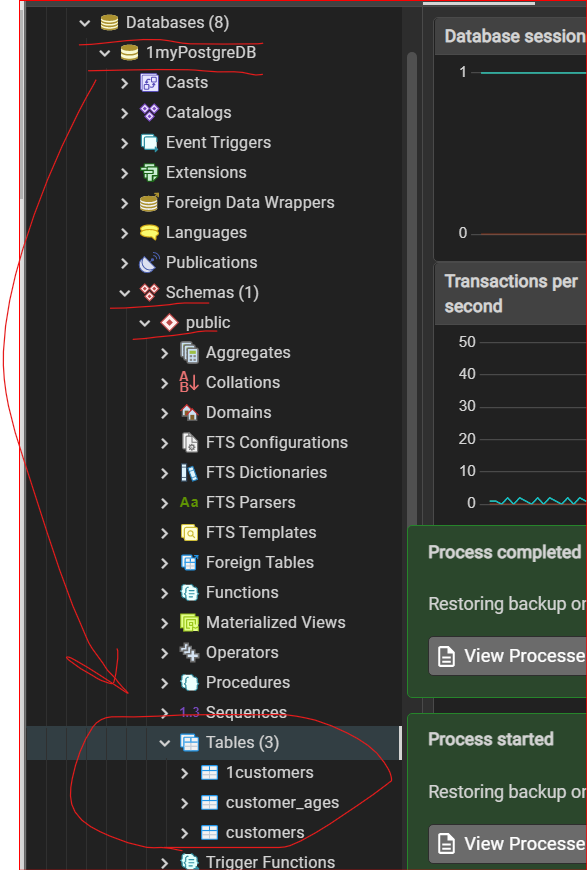 Databases (8)
1myPostgreDB
Casts
Catalogs
Event Triggers
Extensions
Foreign Data Wrappers
Languages
Publications
Schemas (1)
public
Aggregates
Collations
Domains
FTS Configurations
FTS Dictionaries
Aa FTS Parsers
FTS Templates
Foreign Tables
Functions
Materialized Views
Operators
Procedures
1..3 Sequences
Tables (3)
1customers
customer_ages
customers
Trigger Functions
Database session
1
0
Transactions per
second
50
40
30
20
10
0
Process completed
Restoring backup or
View Processe
Process started
Restoring backup or
View Processe